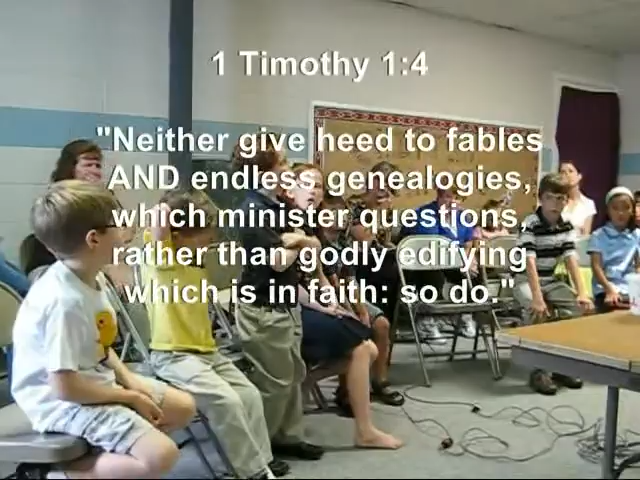 1 Timothy 1:4
"Neither give heed to fables
AND endless genealogies,
which minister questions,
rather than godly edifying
which is in faith: so do."